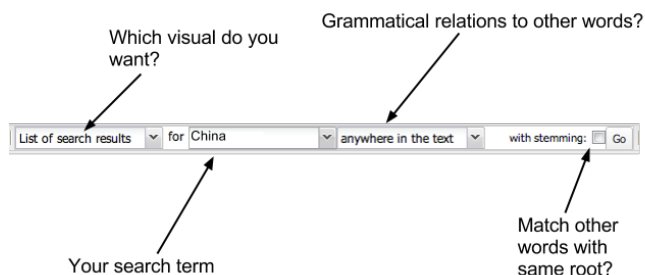 Grammatical relations to other words?
Which visual do you
want?
List of search results for China anywhere in the text with stemming: Go
Your search term
Match other
words with
same root?